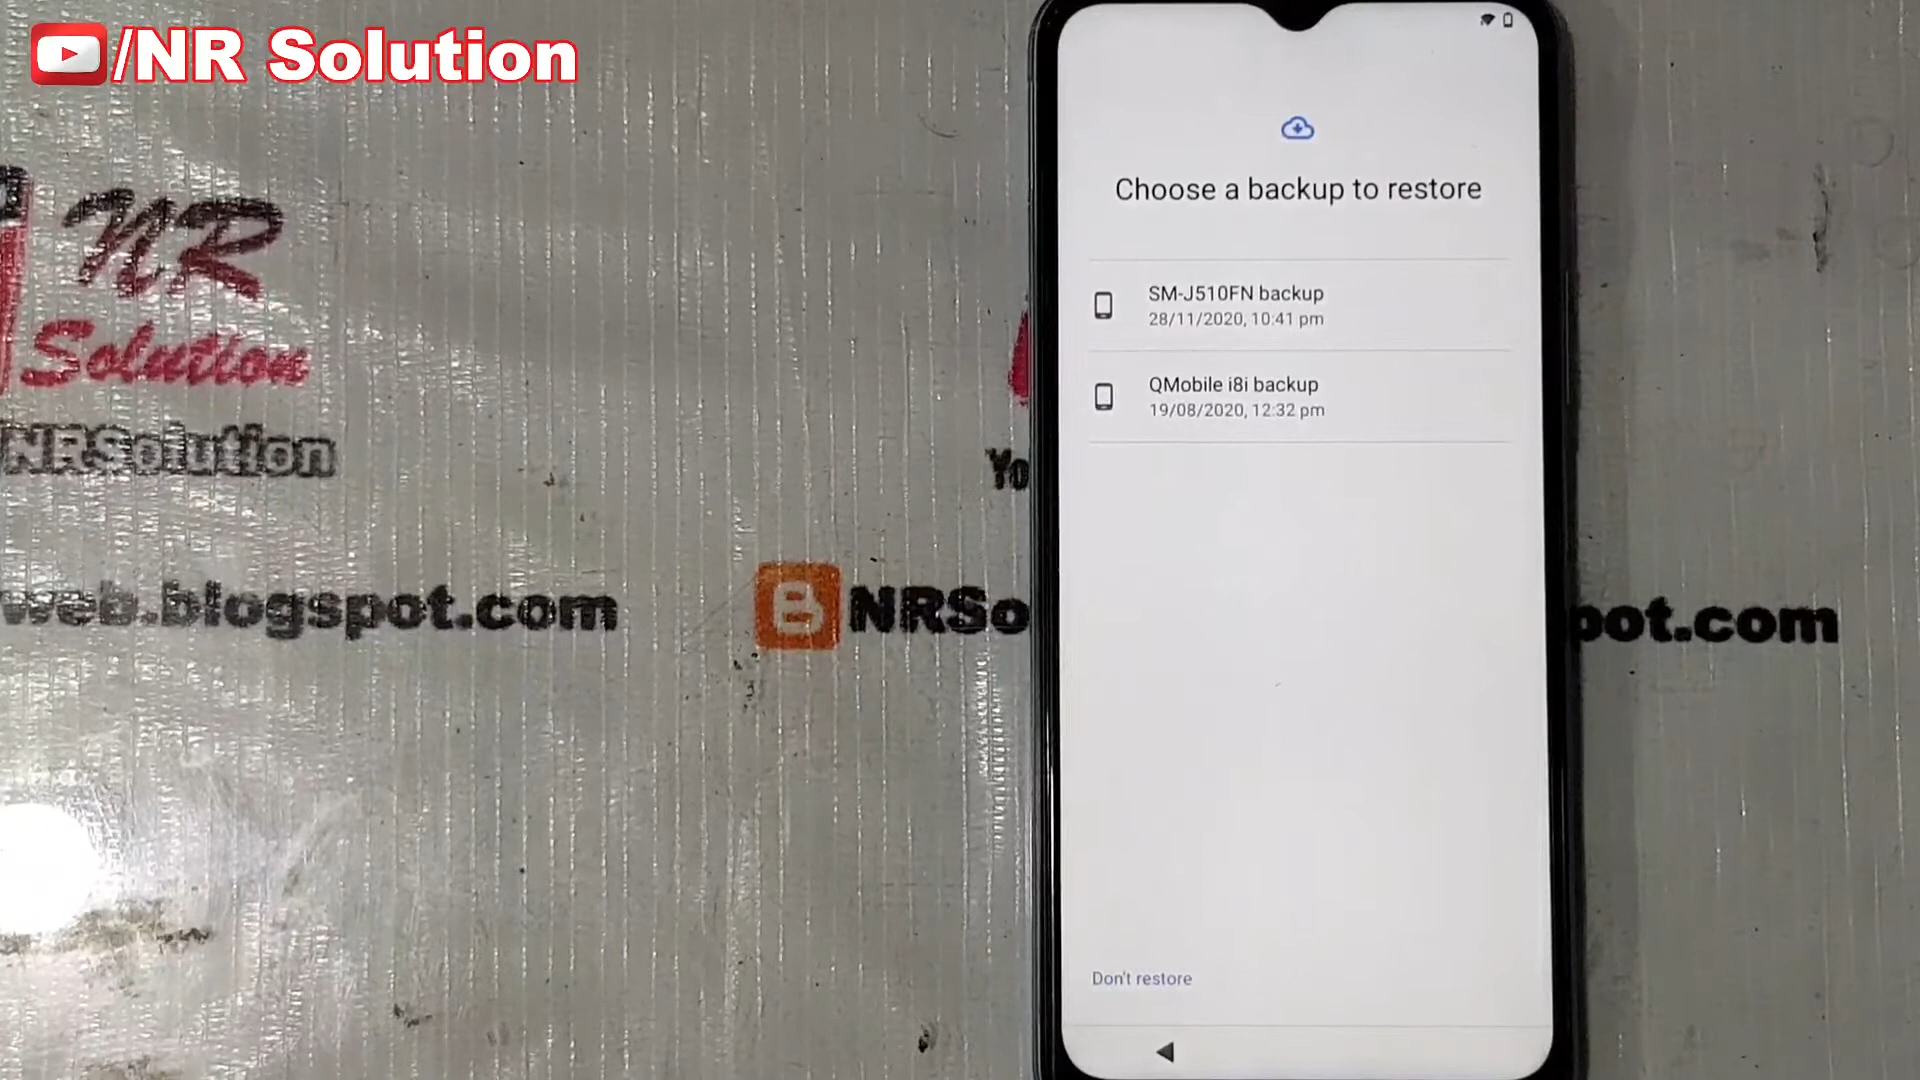 /NR Solution
NR
Solution
NRSolution
Yo
web.blogspot.com
NRSo
pot.com
Choose a backup to restore
SM-J510FN backup
28/11/2020, 10:41 pm
QMobile i8i backup
19/08/2020, 12:32 pm
Don't restore